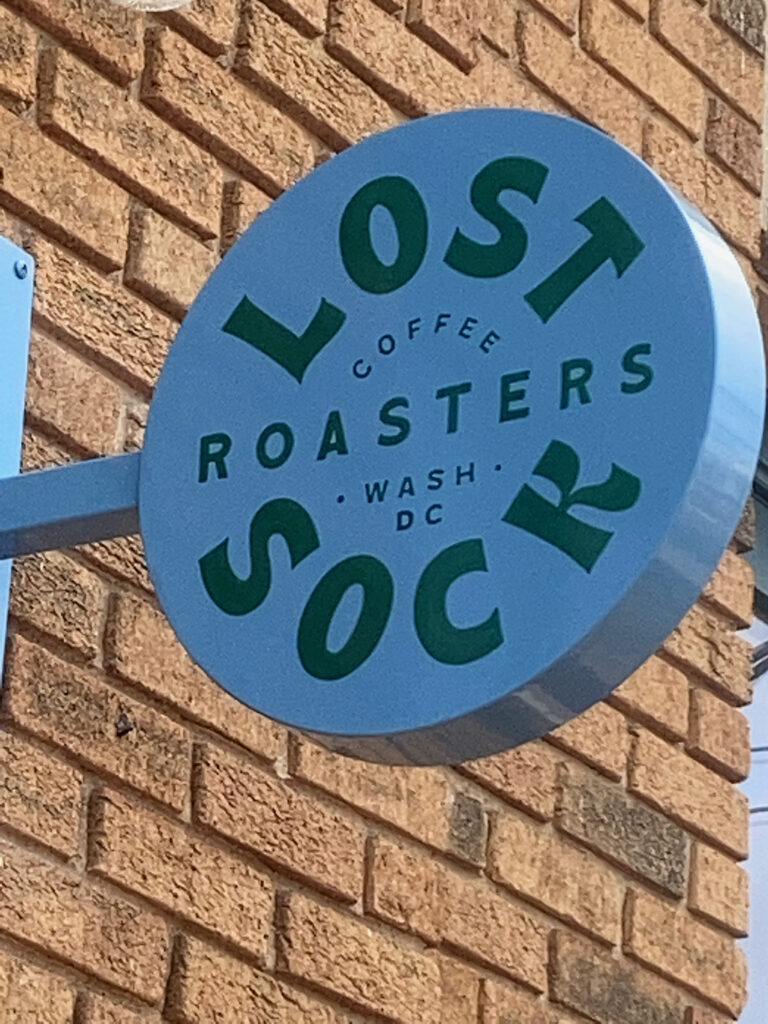 LOST
COFFEE
ROASTERS
· WASH ·
DC
SOCK